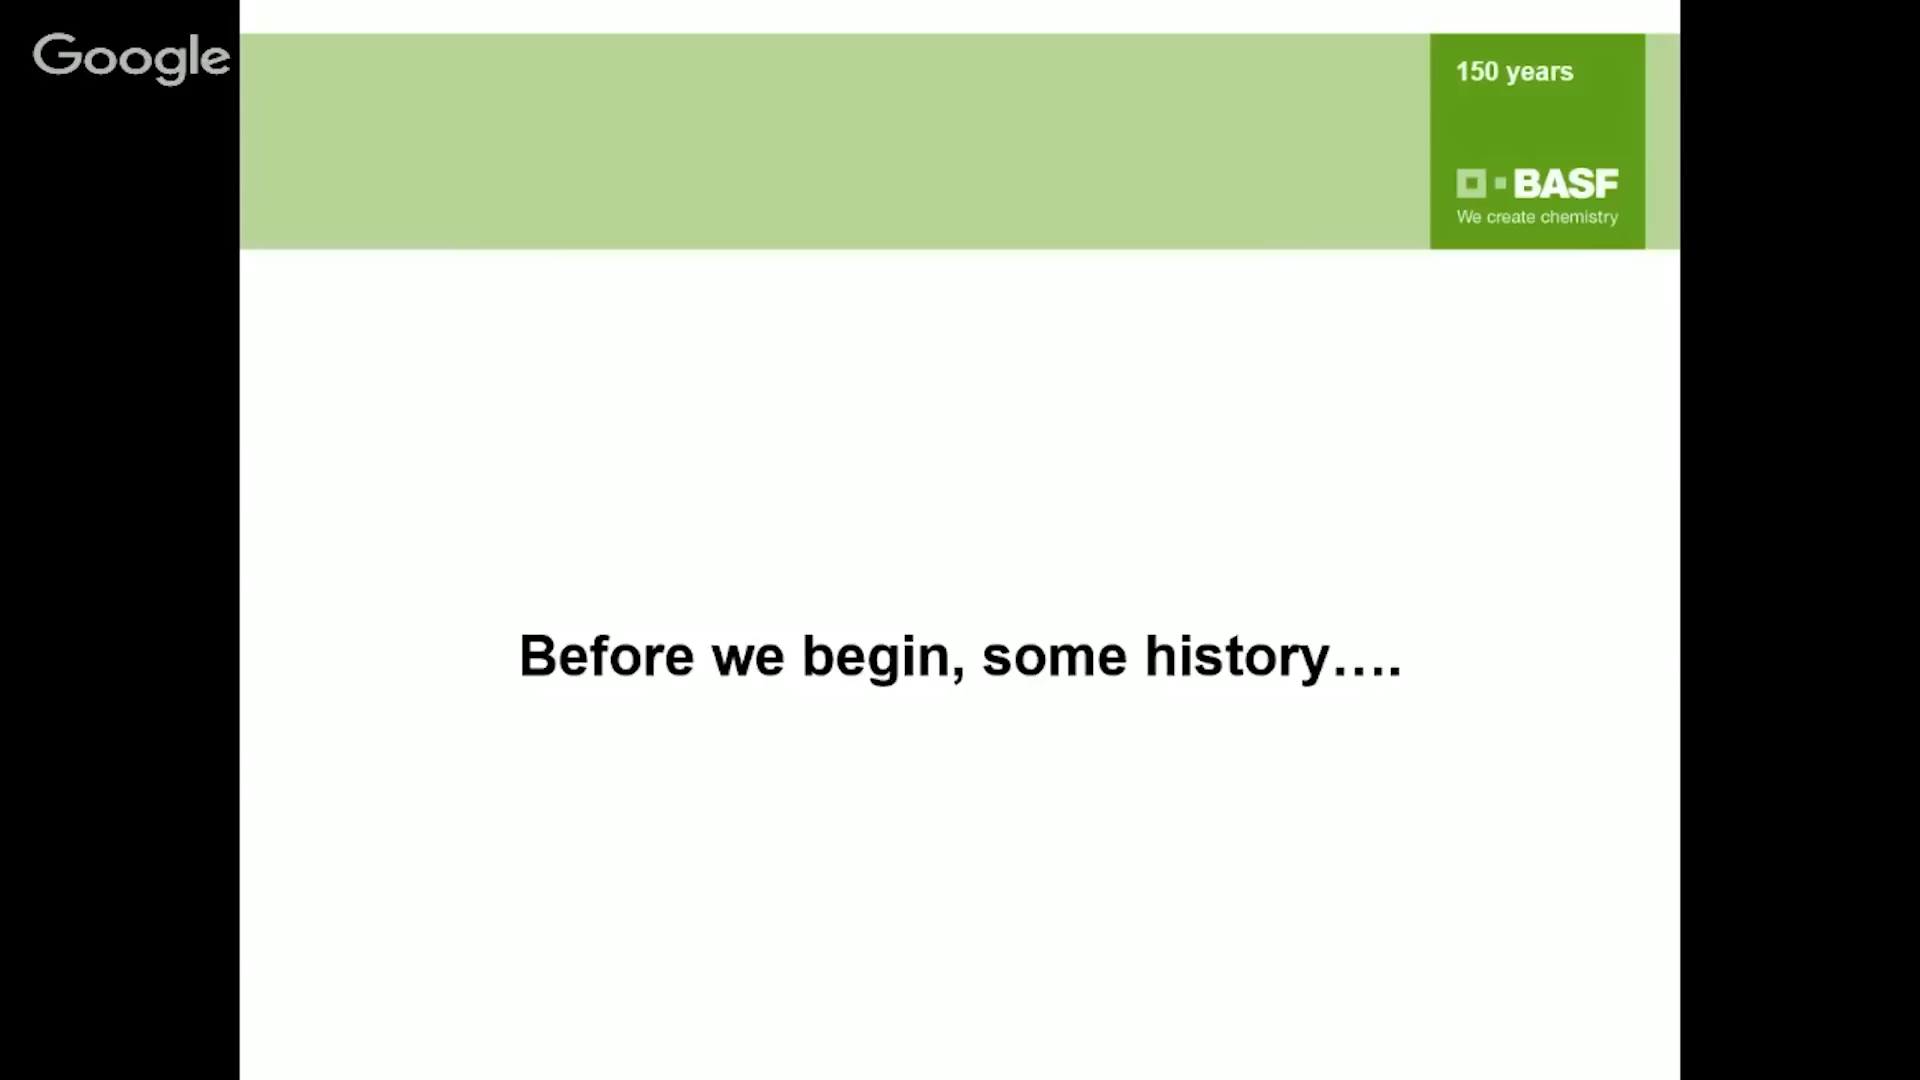 Google
150 years
BASF
We create chemistry
Before we begin, some history....